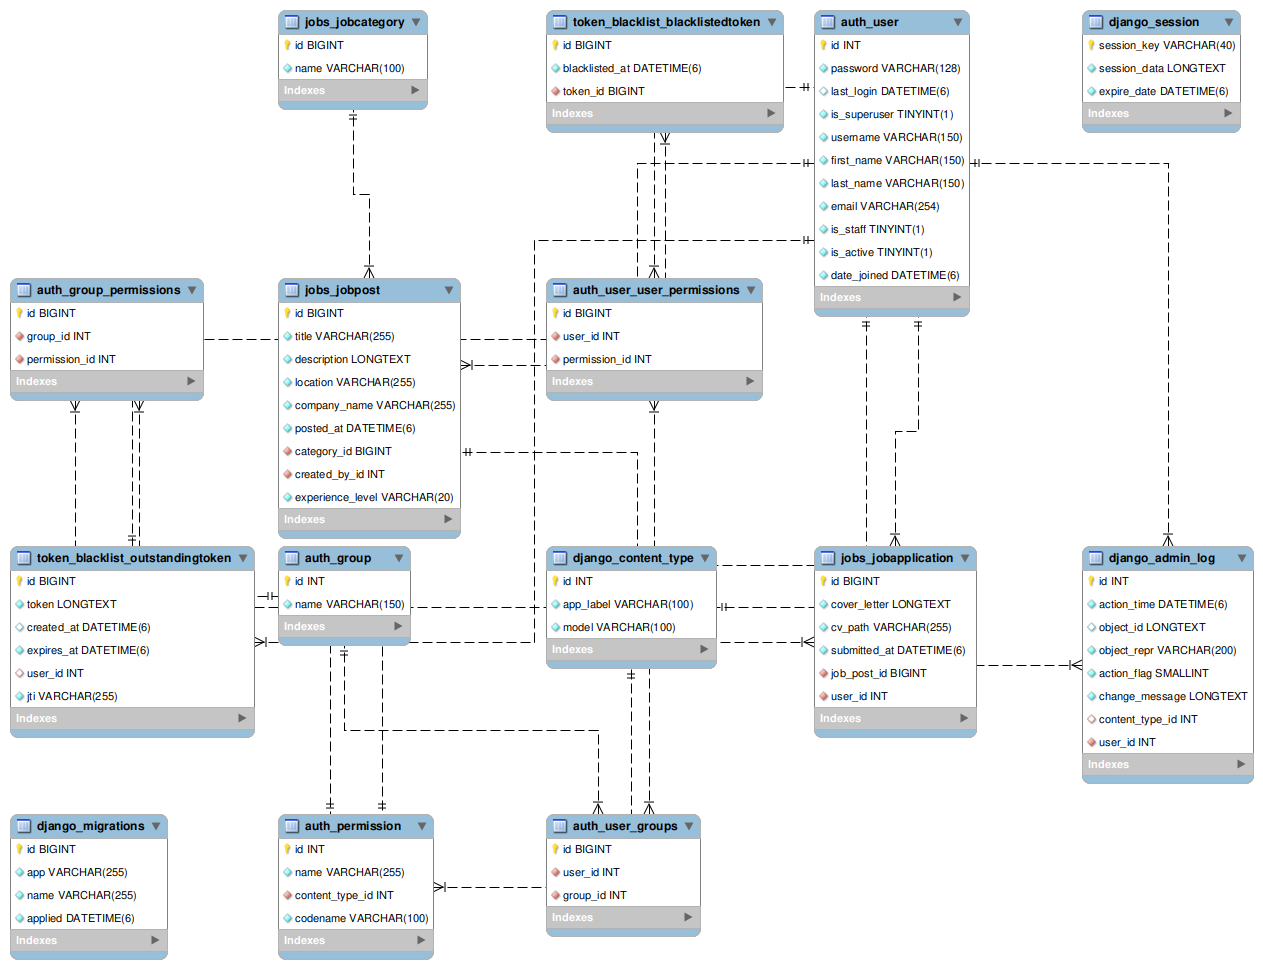 jobs_jobcategory
id BIGINT
name VARCHAR(100)
Indexes
token_blacklist_blacklistedtoken
id BIGINT
blacklisted_at DATETIME(6)
token_id BIGINT
Indexes
auth_user
id INT
password VARCHAR(128)
last_login DATETIME(6)
is_superuser TINYINT(1)
username VARCHAR(150)
first_name VARCHAR(150)
last_name VARCHAR(150)
email VARCHAR(254)
is_staff TINYINT(1)
is_active TINYINT(1)
date_joined DATETIME(6)
Indexes
django_session
session_key VARCHAR(40)
session_data LONGTEXT
expire_date DATETIME(6)
Indexes
auth_group_permissions
id BIGINT
group_id INT
permission_id INT
Indexes
jobs_jobpost
id BIGINT
title VARCHAR(255)
description LONGTEXT
location VARCHAR(255)
company_name VARCHAR(255)
posted_at DATETIME(6)
category_id BIGINT
created_by_id INT
experience_level VARCHAR(20)
Indexes
auth_user_user_permissions
id BIGINT
user_id INT
permission_id INT
Indexes
token_blacklist_outstandingtoken
id BIGINT
token LONGTEXT
created_at DATETIME(6)
expires_at DATETIME(6)
user_id INT
jti VARCHAR(255)
Indexes
auth_group
id INT
name VARCHAR(150)
Indexes
django_content_type
id INT
app_label VARCHAR(100)
model VARCHAR(100)
Indexes
jobs_jobapplication
id BIGINT
cover_letter LONGTEXT
cv_path VARCHAR(255)
submitted_at DATETIME(6)
job_post_id BIGINT
user_id INT
Indexes
django_admin_log
id INT
action_time DATETIME(6)
object_id LONGTEXT
object_repr VARCHAR(200)
action_flag SMALLINT
change_message LONGTEXT
content_type_id INT
user_id INT
Indexes
django_migrations
id BIGINT
app VARCHAR(255)
name VARCHAR(255)
applied DATETIME(6)
Indexes
auth_permission
id INT
name VARCHAR(255)
content_type_id INT
codename VARCHAR(100)
Indexes
auth_user_groups
id BIGINT
user_id INT
group_id INT
Indexes